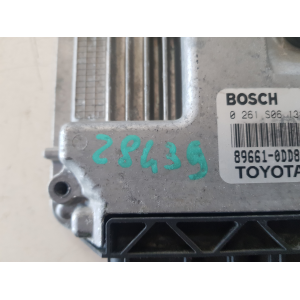 BOSCH
0 261 S06 13
89661-0DD8
TOYOTA
28439